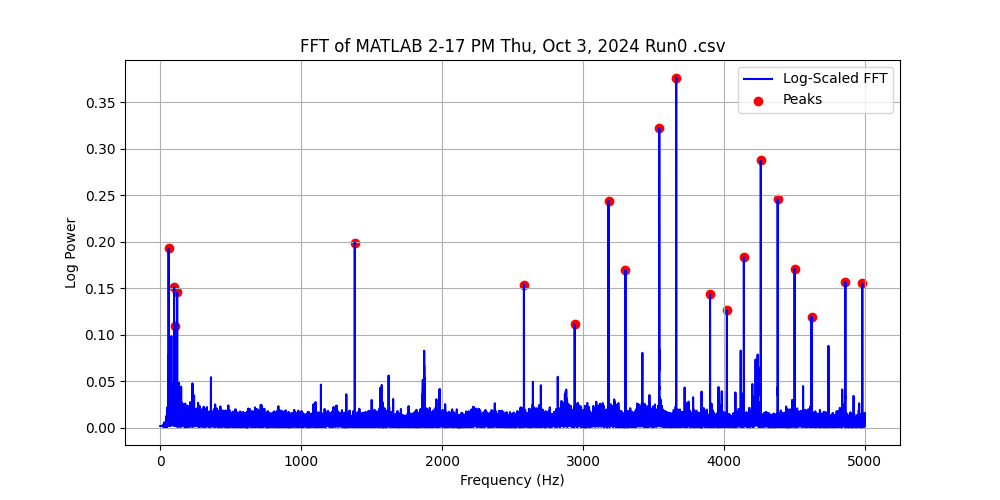 FFT of MATLAB 2-17 PM Thu, Oct 3, 2024 Run0 .csv
Log-Scaled FFT
Peaks
Log Power
0.35
0.30
0.25
0.20
0.15
0.10
0.05
0.00
0 1000 2000 3000 4000 5000
Frequency (Hz)